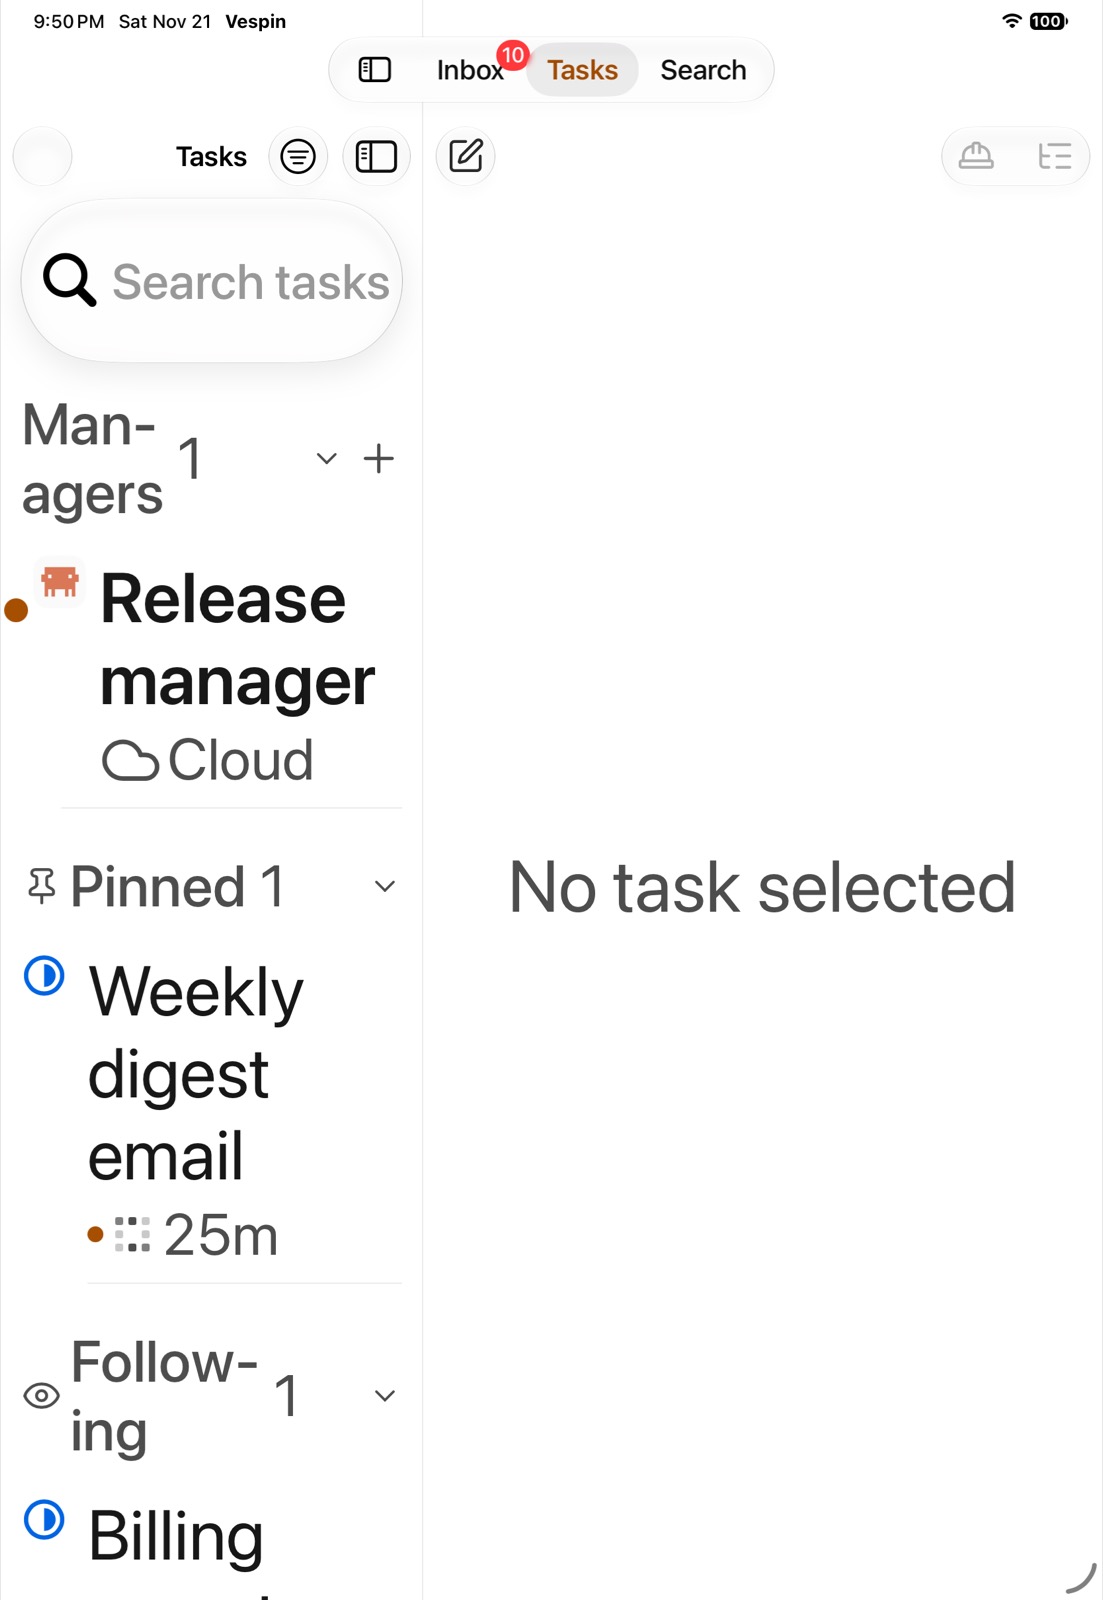 9:50 PM Sat Nov 21 Vespin
100
Inbox 10 Tasks Search
Tasks
Search tasks
Man-
agers 1
Release
manager
Cloud
Pinned 1
Weekly
digest
email
25m
No task selected
Follow-
ing 1
Billing